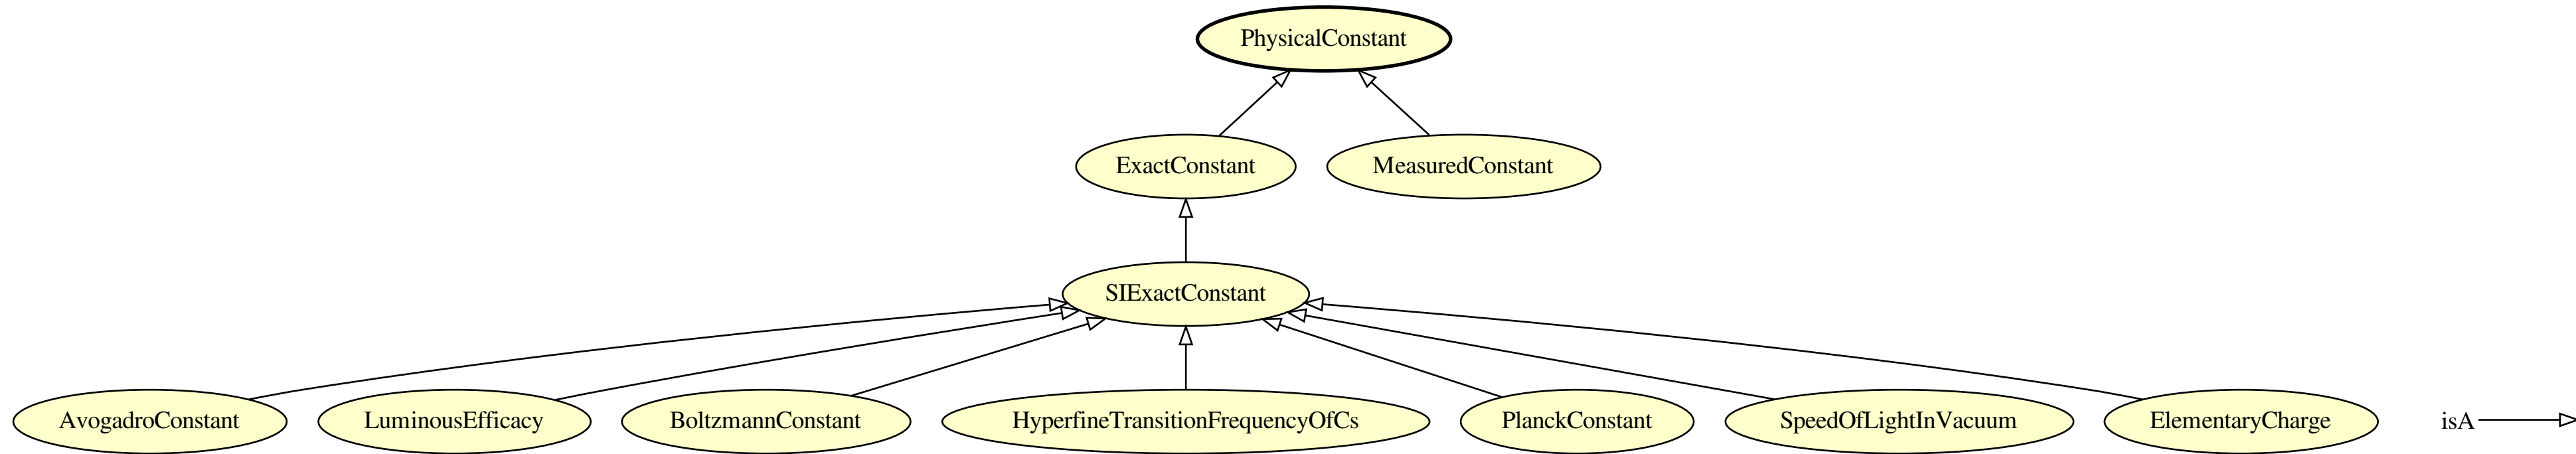 PhysicalConstant
ExactConstant
MeasuredConstant
SIExactConstant
AvogadroConstant
LuminousEfficacy
BoltzmannConstant
HyperfineTransitionFrequencyOfCs
PlanckConstant
SpeedOfLightInVacuum
ElementaryCharge
isA